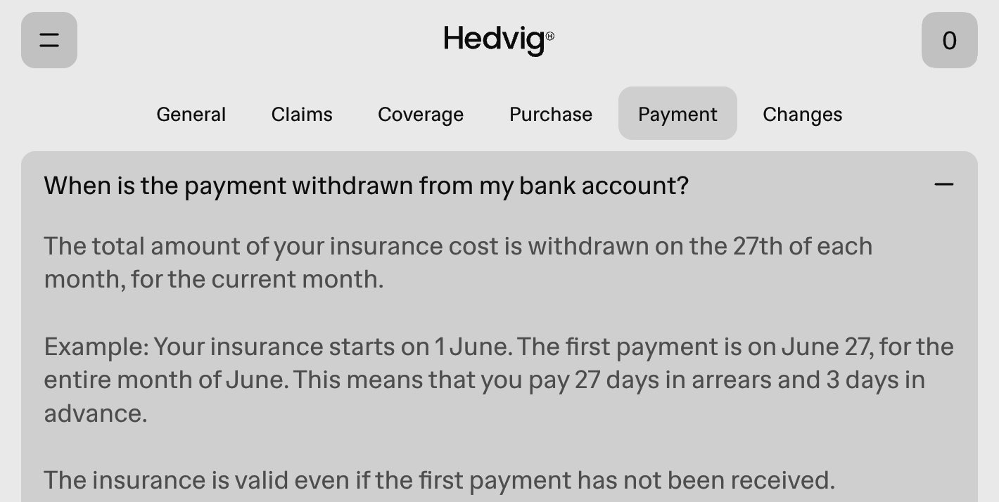 Hedvig®
0
General Claims Coverage Purchase Payment Changes
When is the payment withdrawn from my bank account?
The total amount of your insurance cost is withdrawn on the 27th of each
month, for the current month.
Example: Your insurance starts on 1 June. The first payment is on June 27, for the
entire month of June. This means that you pay 27 days in arrears and 3 days in
advance.
The insurance is valid even if the first payment has not been received.